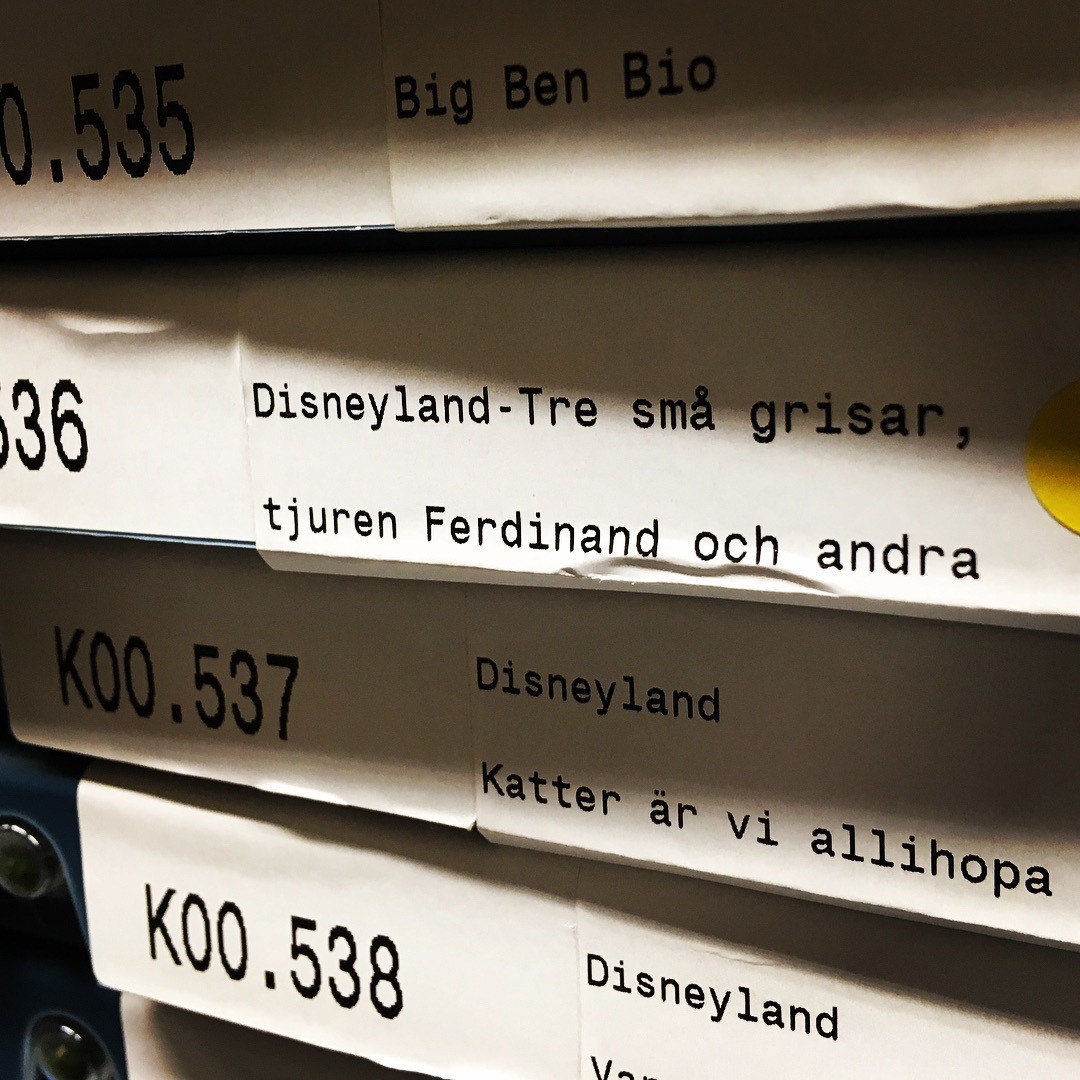 0.535 Big Ben Bio
36 Disneyland-Tre små grisar,
tjuren Ferdinand och andra
K00.537 Disneyland
Katter är vi allihopa
K00.538 Disneyland